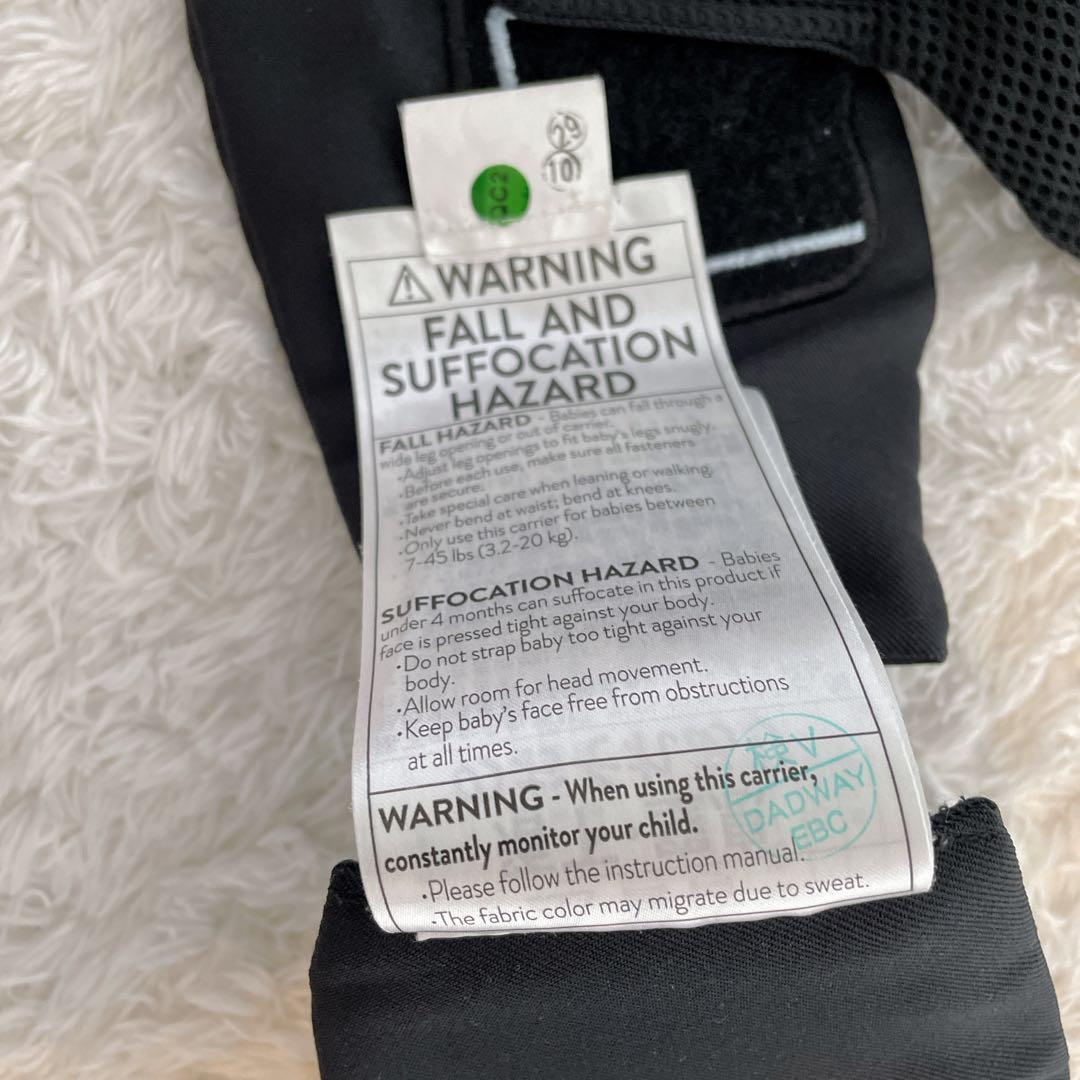 29
10
QC2
WARNING
FALL AND
SUFFOCATION
HAZARD
FALL HAZARD - Babies can fall through a
wide leg opening or out of carrier.
•Adjust leg openings to fit baby's legs snugly.
•Before each use, make sure all fasteners
are secure.
•Take special care when leaning or walking.
•Never bend at waist; bend at knees.
•Only use this carrier for babies between
7-45 lbs (3.2-20 kg).
SUFFOCATION HAZARD - Babies
under 4 months can suffocate in this product if
face is pressed tight against your body.
•Do not strap baby too tight against your
body.
•Allow room for head movement.
•Keep baby's face free from obstructions
at all times.
WARNING - When using this carrier,
constantly monitor your child.
•Please follow the instruction manual.
•The fabric color may migrate due to sweat.
DADWAY
EBC